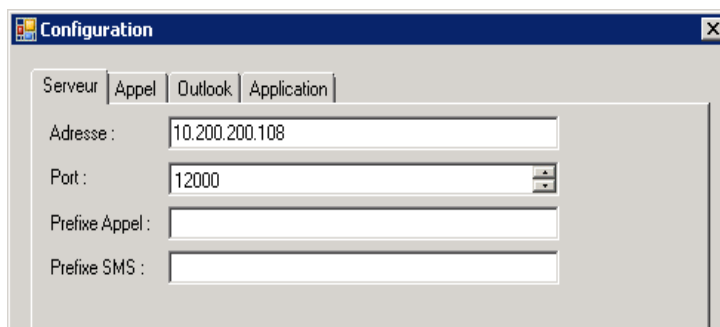 Configuration
Serveur Appel Outlook Application
Adresse : 10.200.200.108
Port : 12000
Prefixe Appel :
Prefixe SMS :